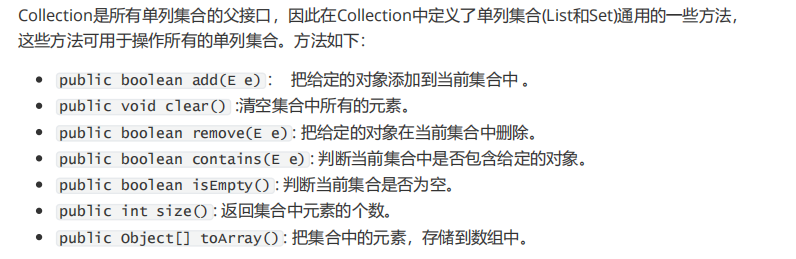 Collection是所有单列集合的父接口，因此在Collection中定义了单列集合(List和Set)通用的一些方法，
这些方法可用于操作所有的单列集合。方法如下：
• public boolean add(E e)： 把给定的对象添加到当前集合中 。
• public void clear() :清空集合中所有的元素。
• public boolean remove(E e): 把给定的对象在当前集合中删除。
• public boolean contains(E e): 判断当前集合中是否包含给定的对象。
• public boolean isEmpty(): 判断当前集合是否为空。
• public int size(): 返回集合中元素的个数。
• public Object[] toArray(): 把集合中的元素，存储到数组中。